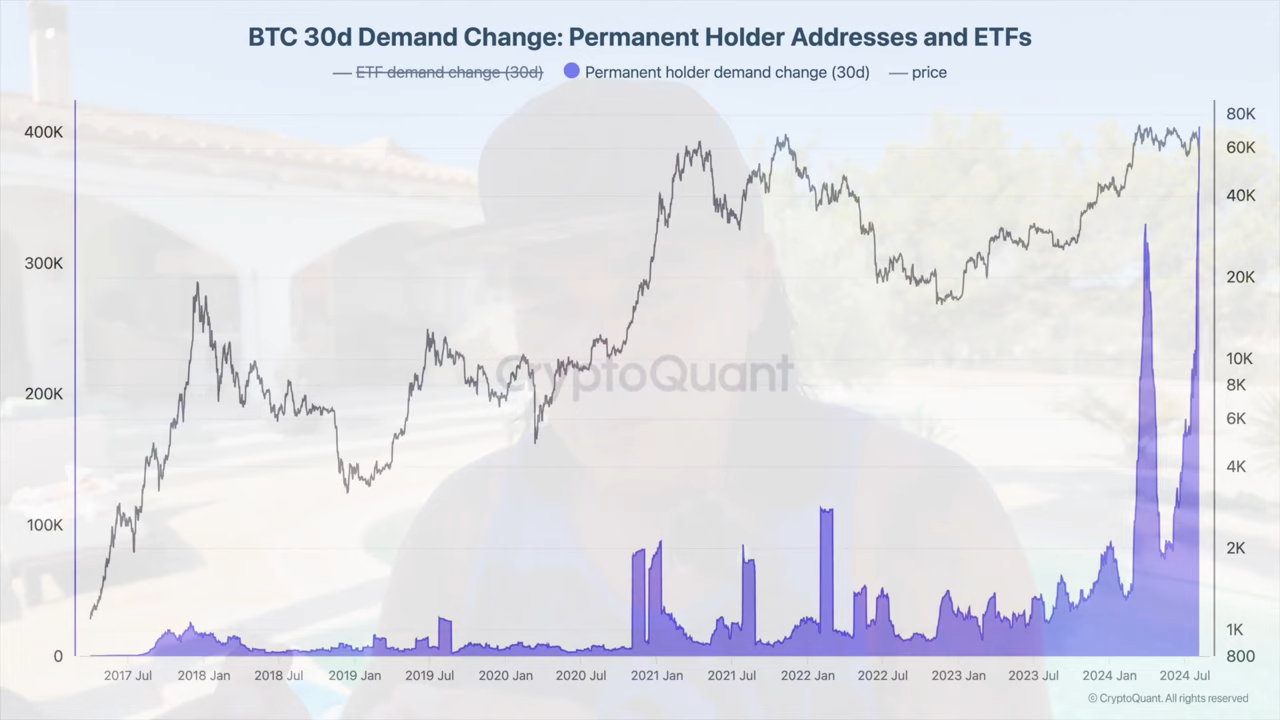 BTC 30d Demand Change: Permanent Holder Addresses and ETFs
ETF demand change (30d) Permanent holder demand change (30d) price
400K
300K
200K
100K
0
80K
60K
40K
20K
10K
8K
6K
4K
2K
1K
800
CryptoQuant
2017 Jul 2018 Jan 2018 Jul 2019 Jan 2019 Jul 2020 Jan 2020 Jul 2021 Jan 2021 Jul 2022 Jan 2022 Jul 2023 Jan 2023 Jul 2024 Jan 2024 Jul
© CryptoQuant. All rights reserved